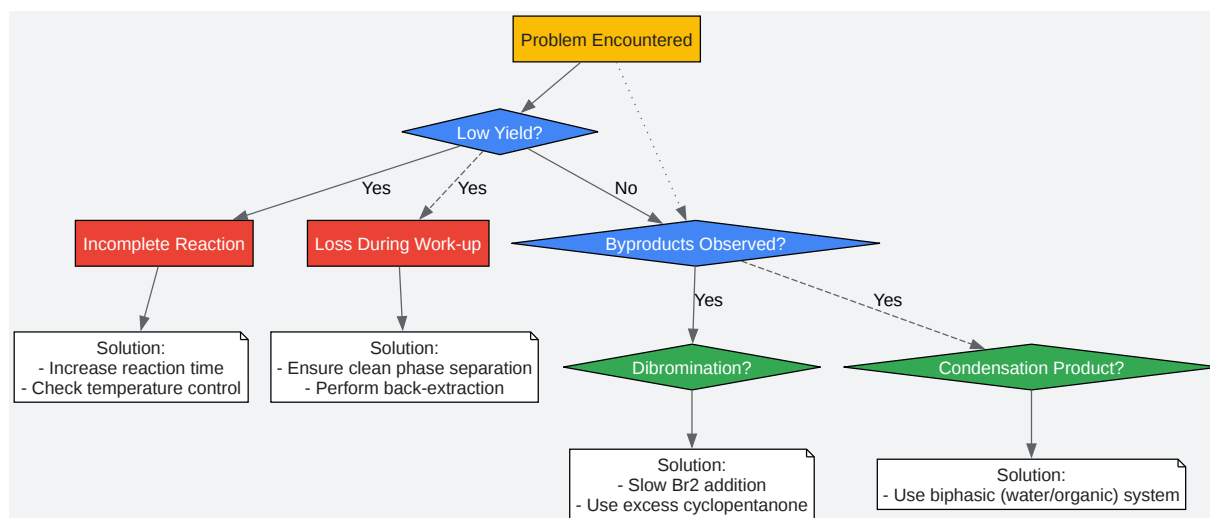 Problem Encountered
Low Yield?
Yes
Yes
No
Incomplete Reaction
Loss During Work-up
Byproducts Observed?
Yes
Yes
Solution:
- Increase reaction time
- Check temperature control
Solution:
- Ensure clean phase separation
- Perform back-extraction
Dibromination?
Condensation Product?
Solution:
- Slow Br2 addition
- Use excess cyclopentanone
Solution:
- Use biphasic (water/organic) system